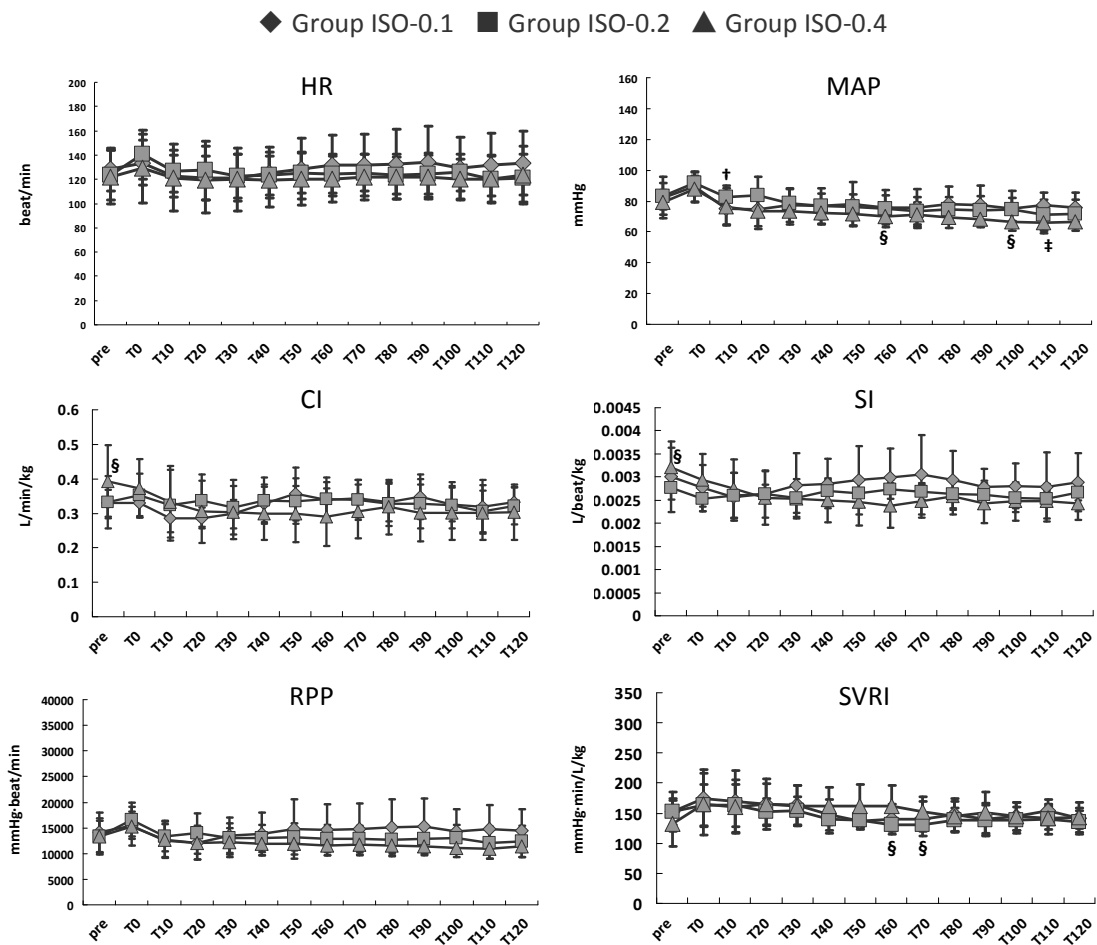 Group ISO-0.1 Group ISO-0.2 Group ISO-0.4
HR
beat/min
200
180
160
140
120
100
80
60
40
20
0
pre T0 T10 T20 T30 T40 T50 T60 T70 T80 T90 T100 T110 T120
MAP
mmHg
160
140
120
100
80
60
40
20
0
†
§ § ‡
pre T0 T10 T20 T30 T40 T50 T60 T70 T80 T90 T100 T110 T120
CI
L/min/kg
0.6
0.5
0.4
0.3
0.2
0.1
0
§
pre T0 T10 T20 T30 T40 T50 T60 T70 T80 T90 T100 T110 T120
SI
L/beat/kg
0.0045
0.004
0.0035
0.003
0.0025
0.002
0.0015
0.001
0.0005
0
§
pre T0 T10 T20 T30 T40 T50 T60 T70 T80 T90 T100 T110 T120
RPP
mmHg·beat/min
40000
35000
30000
25000
20000
15000
10000
5000
0
pre T0 T10 T20 T30 T40 T50 T60 T70 T80 T90 T100 T110 T120
SVRI
mmHg·min/L/kg
350
300
250
200
150
100
50
0
§ §
pre T0 T10 T20 T30 T40 T50 T60 T70 T80 T90 T100 T110 T120